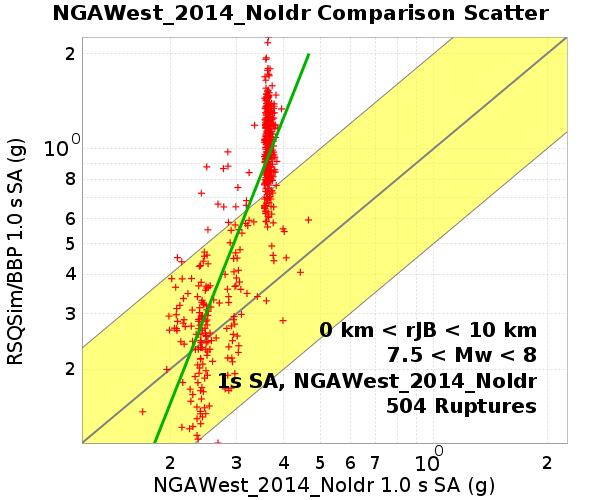 NGAWest_2014_NoIdr Comparison Scatter
RSQSim/BBP 1.0 s SA (g)
2
10^0
8
6
5
4
3
2
0 km < rJB < 10 km
7.5 < Mw < 8
1s SA, NGAWest_2014_NoIdr
504 Ruptures
2 3 4 5 6 7 10^0 2
NGAWest_2014_NoIdr 1.0 s SA (g)